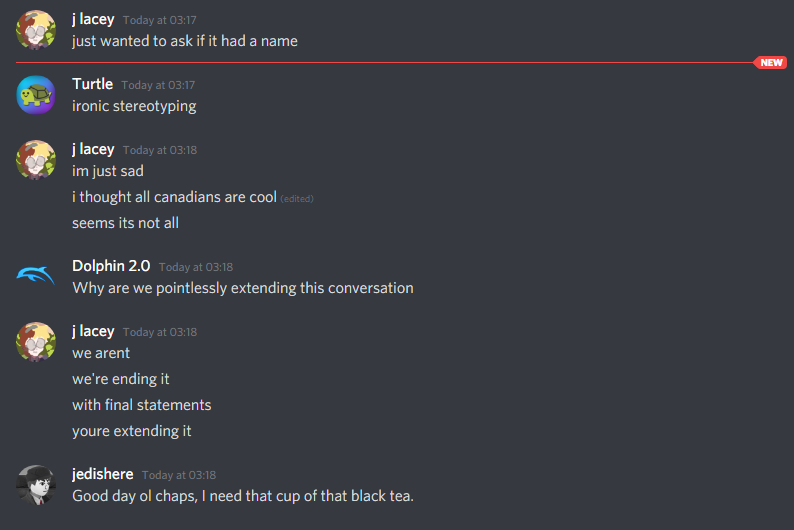 j lacey Today at 03:17
just wanted to ask if it had a name
NEW
Turtle Today at 03:17
ironic stereotyping
j lacey Today at 03:18
im just sad
i thought all canadians are cool (edited)
seems its not all
Dolphin 2.0 Today at 03:18
Why are we pointlessly extending this conversation
j lacey Today at 03:18
we arent
we're ending it
with final statements
youre extending it
jedishere Today at 03:18
Good day ol chaps, I need that cup of that black tea.